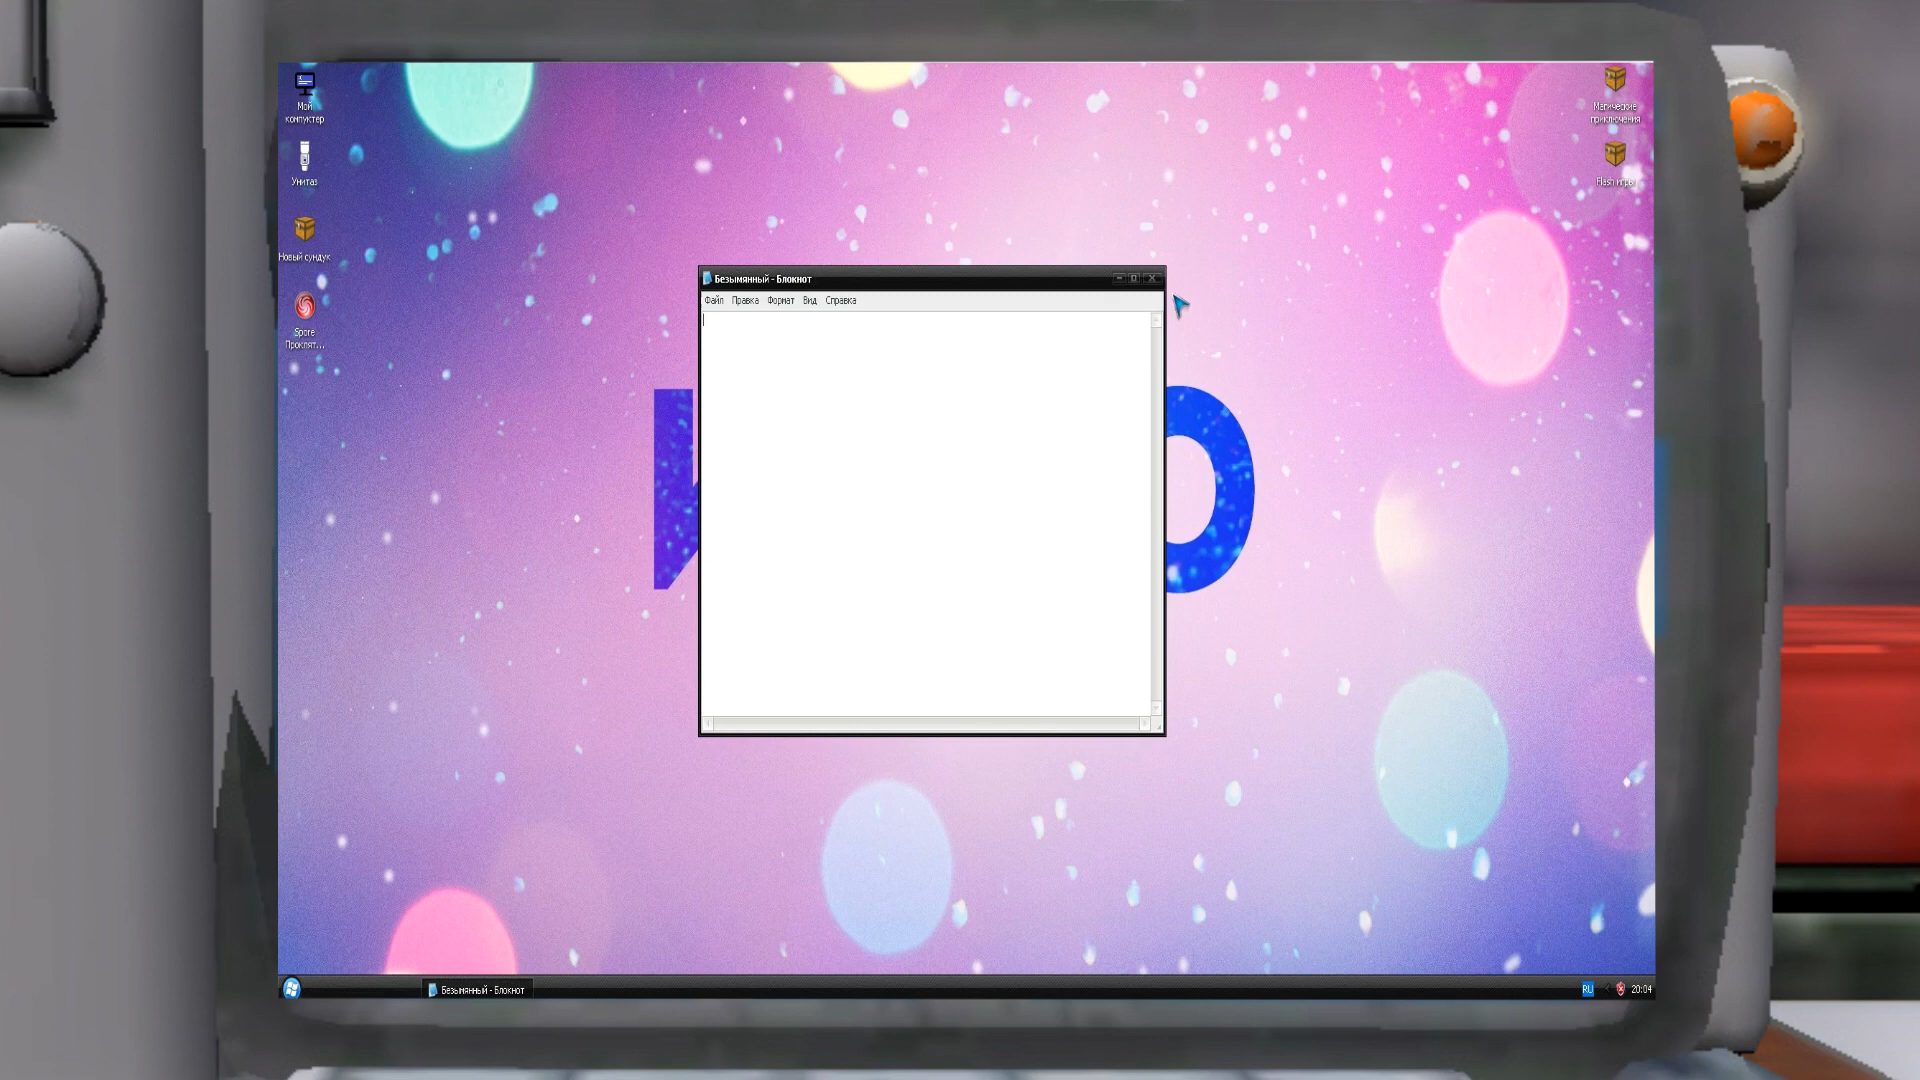 Мой
компуктер
Унитаз
Новый сундук
Spore
Проклят...
Магические
приключения
Flash игры
Безымянный - Блокнот
Файл Правка Формат Вид Справка
Безымянный - Блокнот
RU
20:04